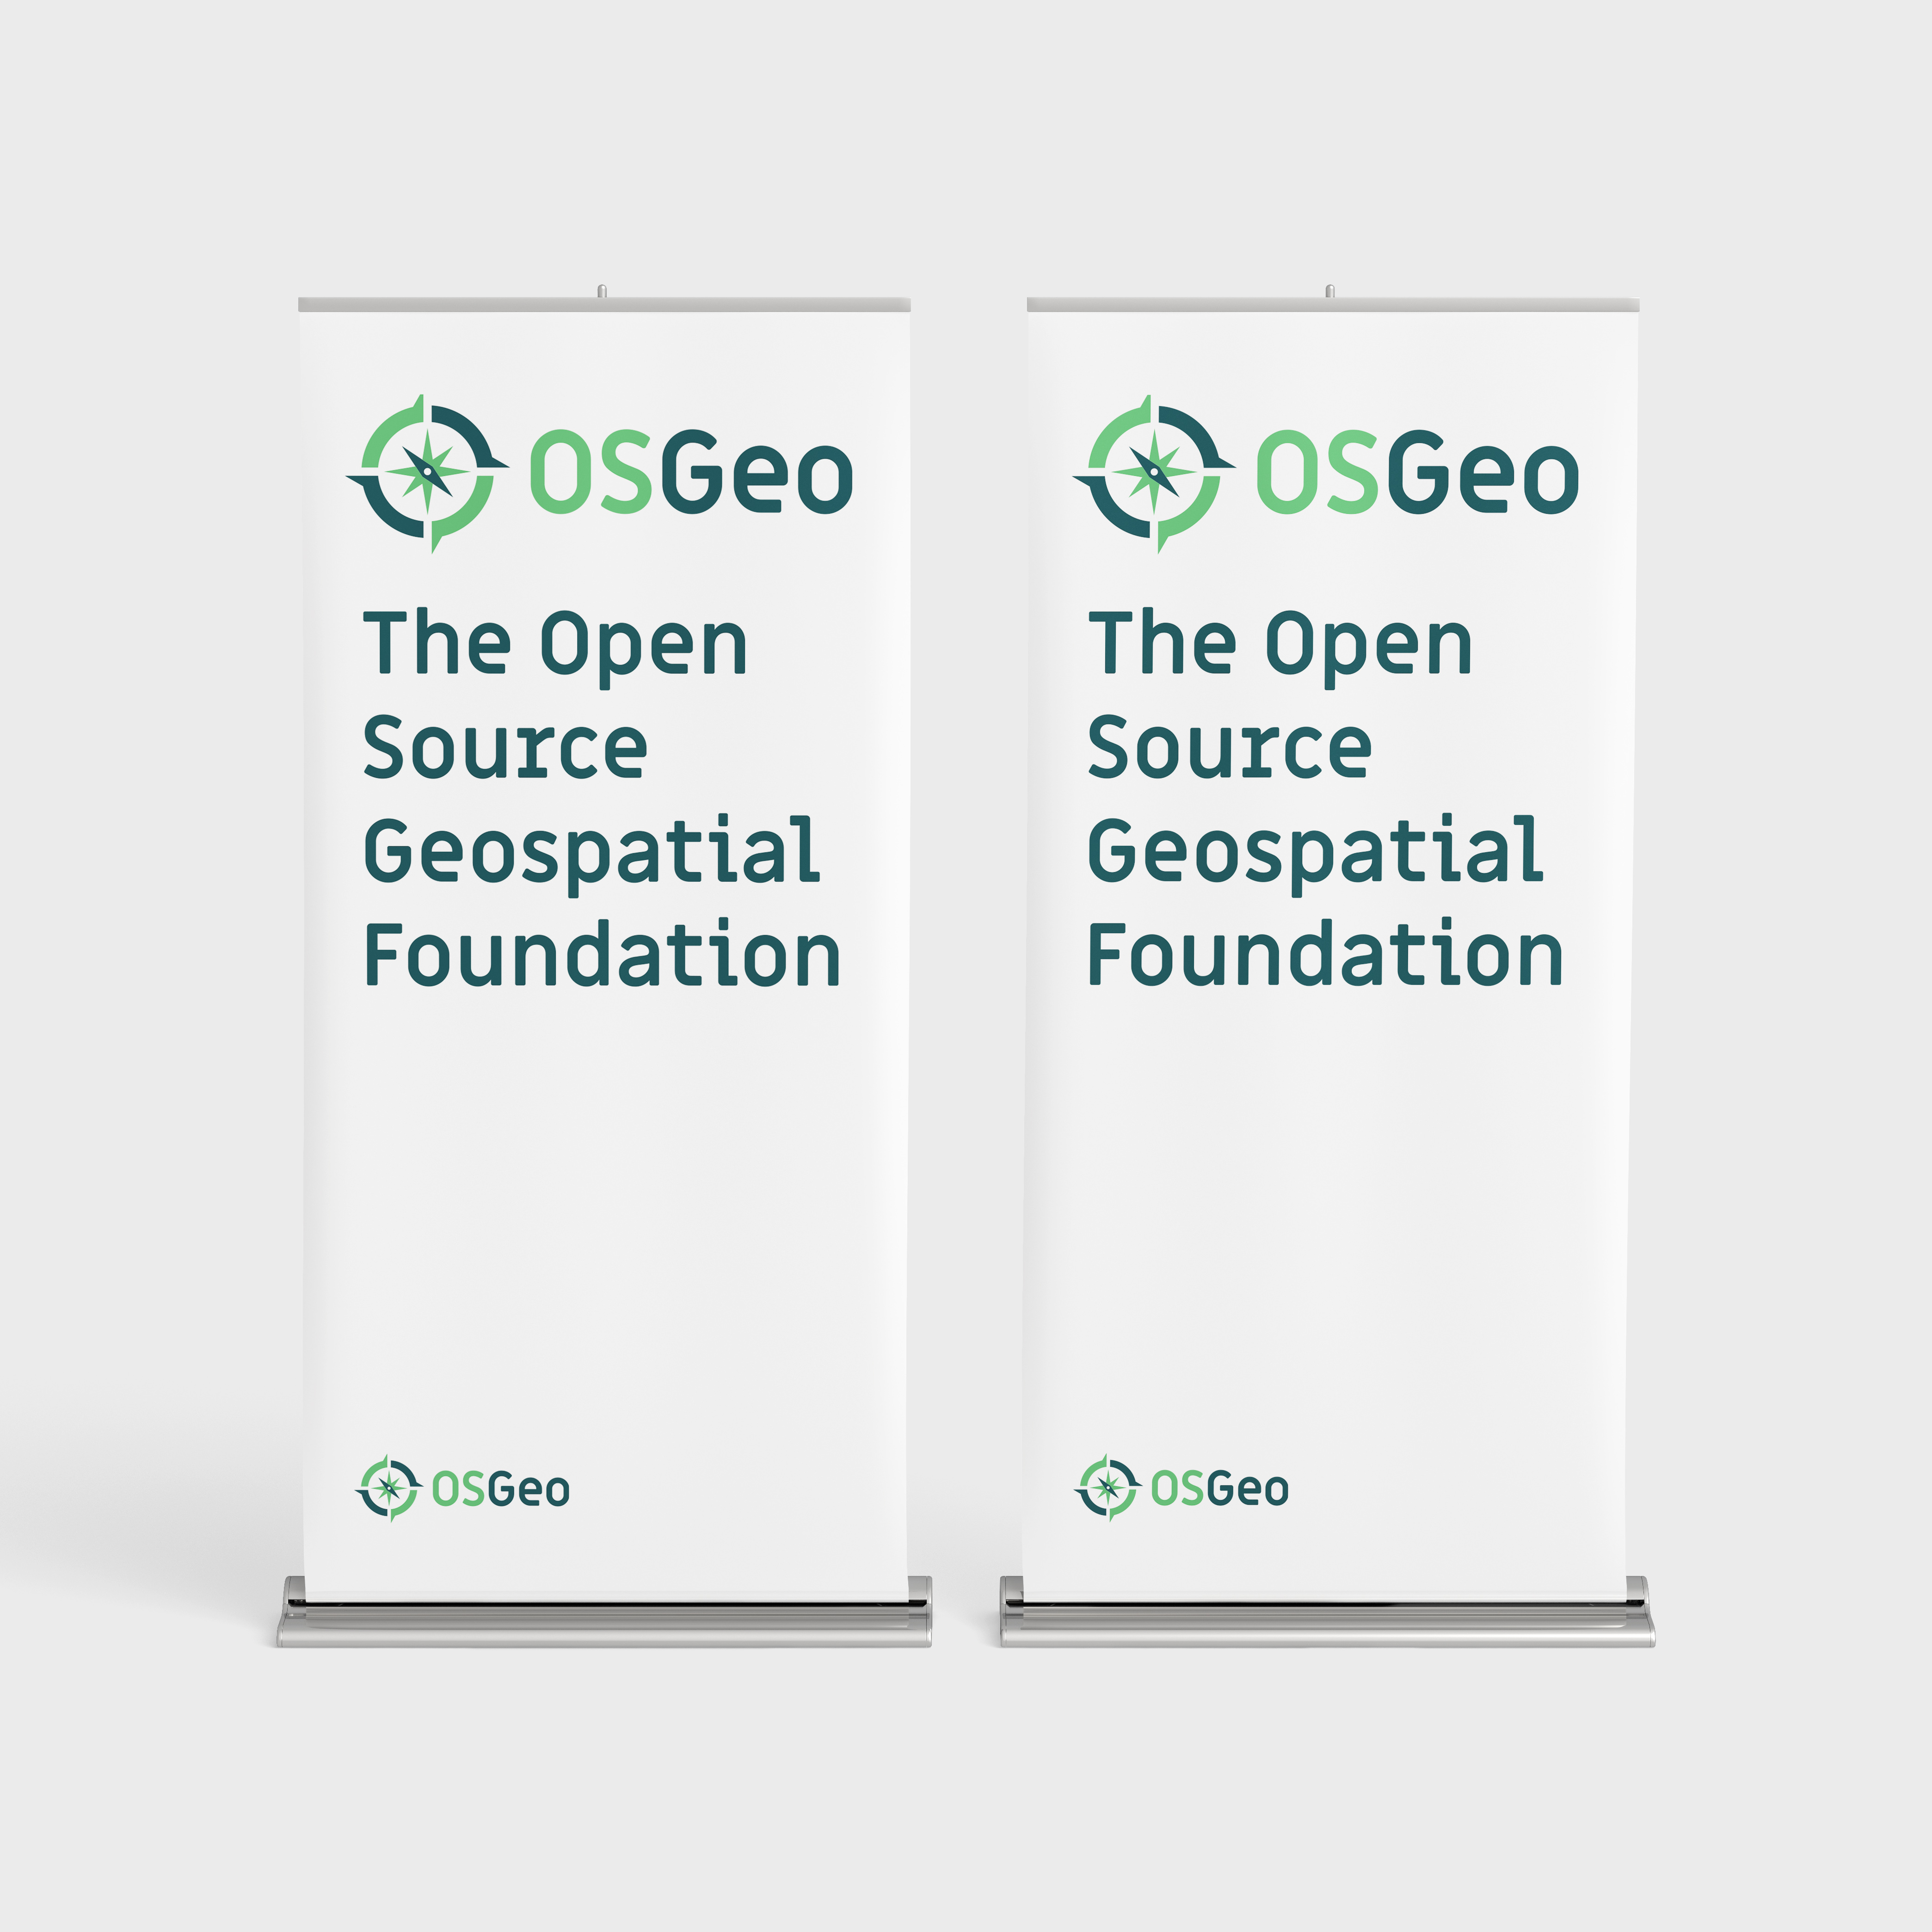 OSGeo
The Open
Source
Geospatial
Foundation
OSGeo
OSGeo
The Open
Source
Geospatial
Foundation
OSGeo